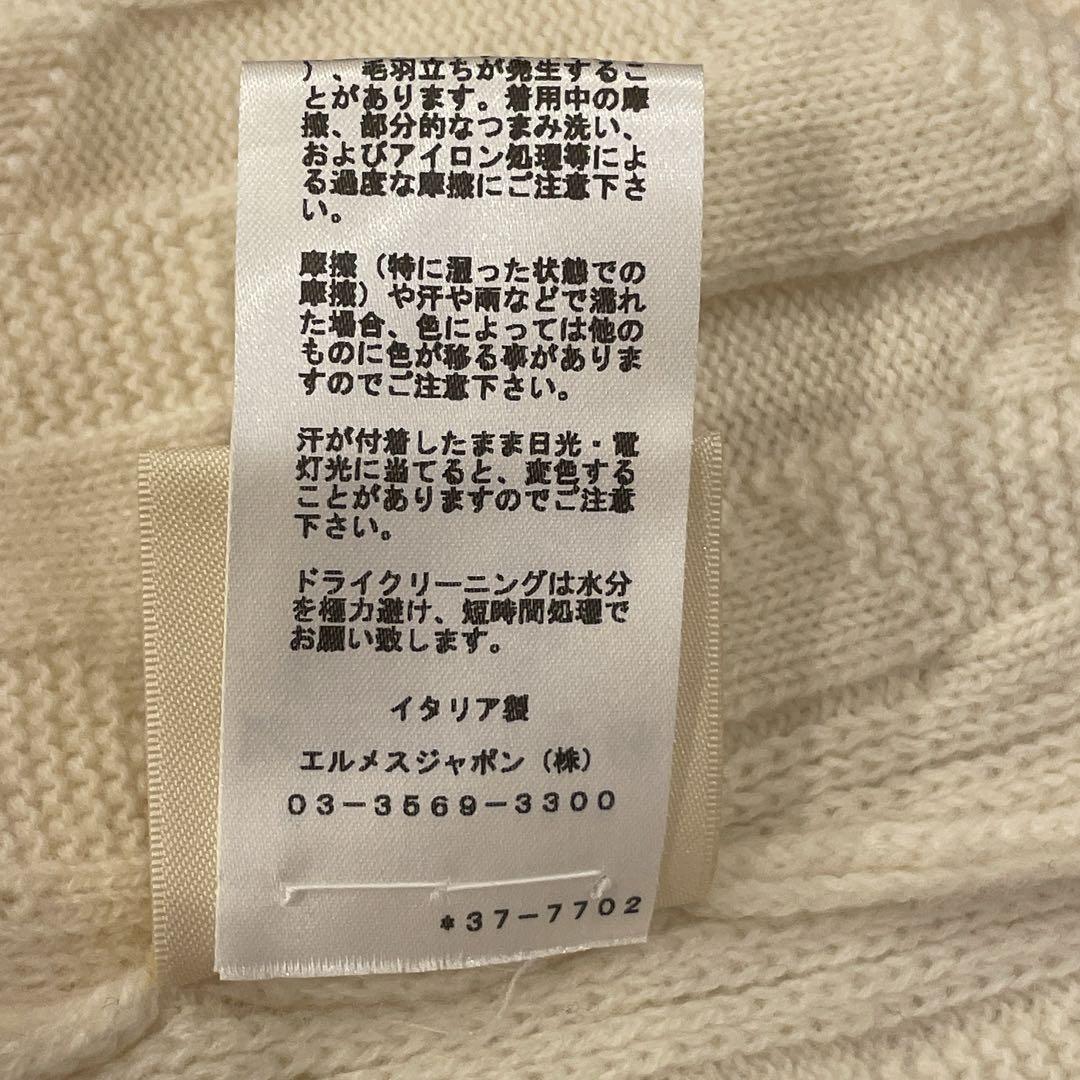 ）、毛羽立ちが発生するこ
とがあります。着用中の摩
擦、部分的なつまみ洗い、
およびアイロン処理等によ
る過度な摩擦にご注意下さ
い。
摩擦（特に湿った状態での
摩擦）や汗や雨などで濡れ
た場合、色によっては他の
ものに色が移る事がありま
すのでご注意下さい。
汗が付着したまま日光・電
灯光に当てると、変色する
ことがありますのでご注意
下さい。
ドライクリーニングは水分
を極力避け、短時間処理で
お願い致します。
イタリア製
エルメスジャポン（株）
03−3569−3300
*37−7702